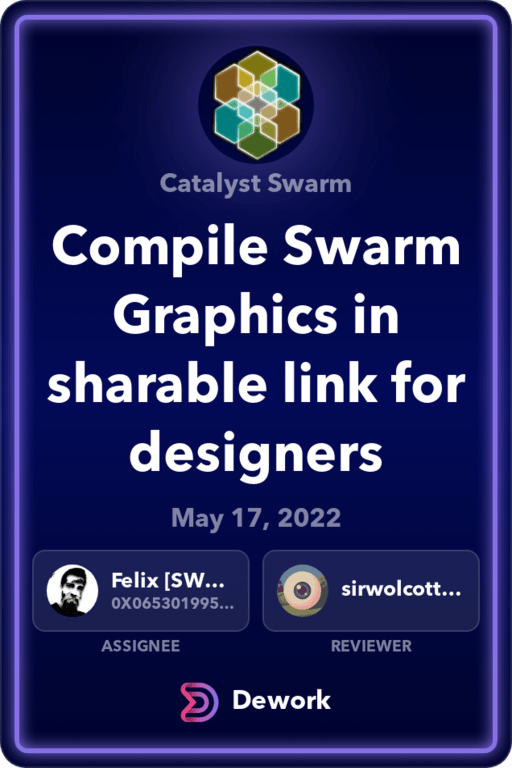 Catalyst Swarm
Compile Swarm
Graphics in
sharable link for
designers
May 17, 2022
Felix [SW...
0X065301995...
sirwolcott...
ASSIGNEE
REVIEWER
Dework